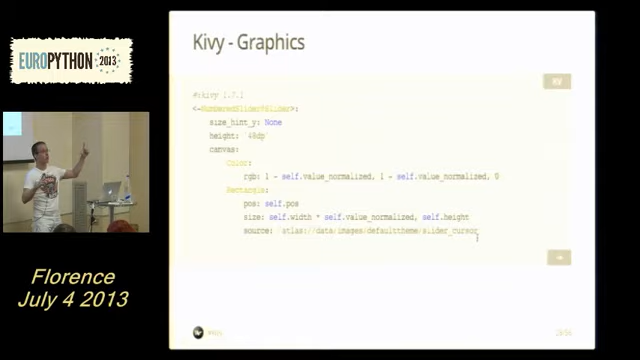 EUROPYTHON 2013
Florence
July 4 2013
Kivy - Graphics
KV
#:kivy 1.7.1
<-NumberedSlider@Slider>:
size_hint_y: None
height: '48dp'
canvas:
Color:
rgb: 1 - self.value_normalized, 1 - self.value_normalized, 0
Rectangle:
pos: self.pos
size: self.width * self.value_normalized, self.height
source: 'atlas://data/images/defaulttheme/slider_cursor